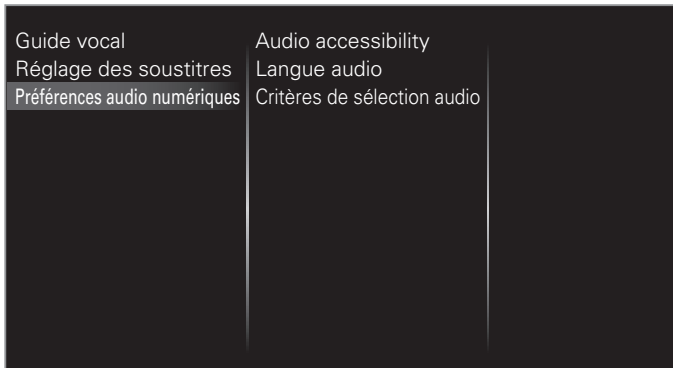 Guide vocal
Réglage des soustitres
Préférences audio numériques
Audio accessibility
Langue audio
Critères de sélection audio